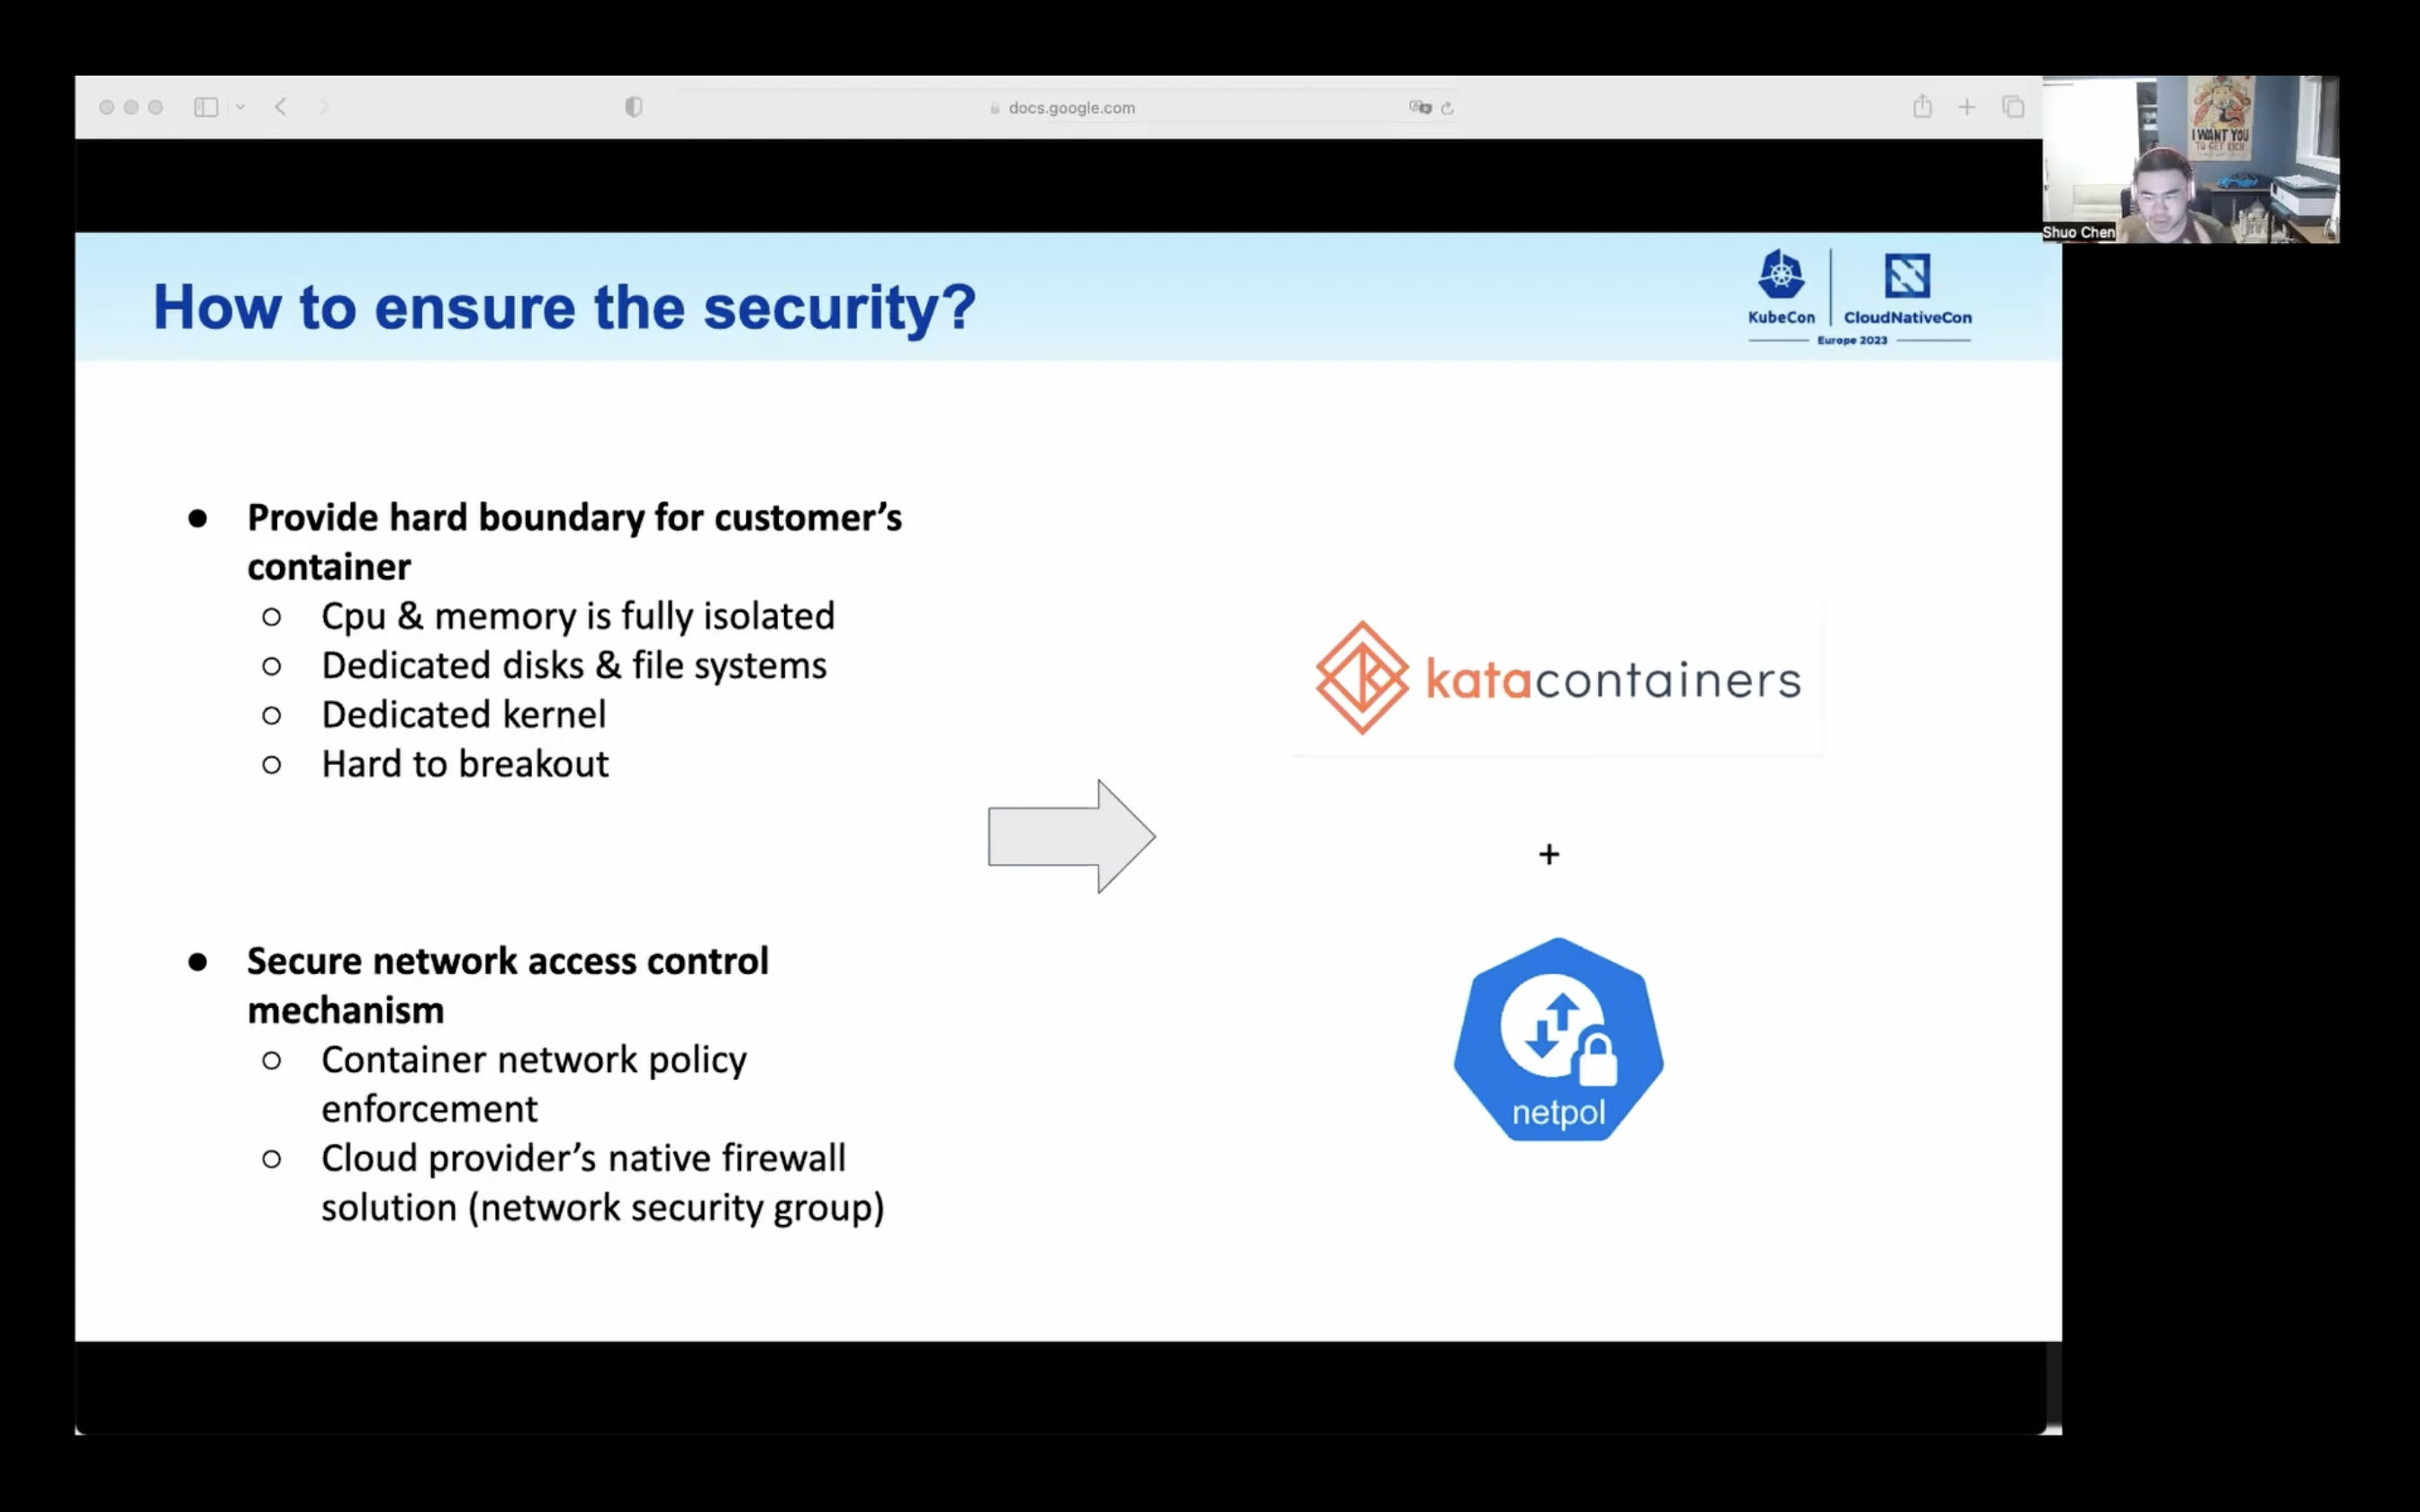 docs.google.com
I WANT YOU
TO GET RICH
Shuo Chen
How to ensure the security?
KubeCon
CloudNativeCon
Europe 2023
● Provide hard boundary for customer’s
container
○ Cpu & memory is fully isolated
○ Dedicated disks & file systems
○ Dedicated kernel
○ Hard to breakout
● Secure network access control
mechanism
○ Container network policy
enforcement
○ Cloud provider’s native firewall
solution (network security group)
katacontainers
+
netpol